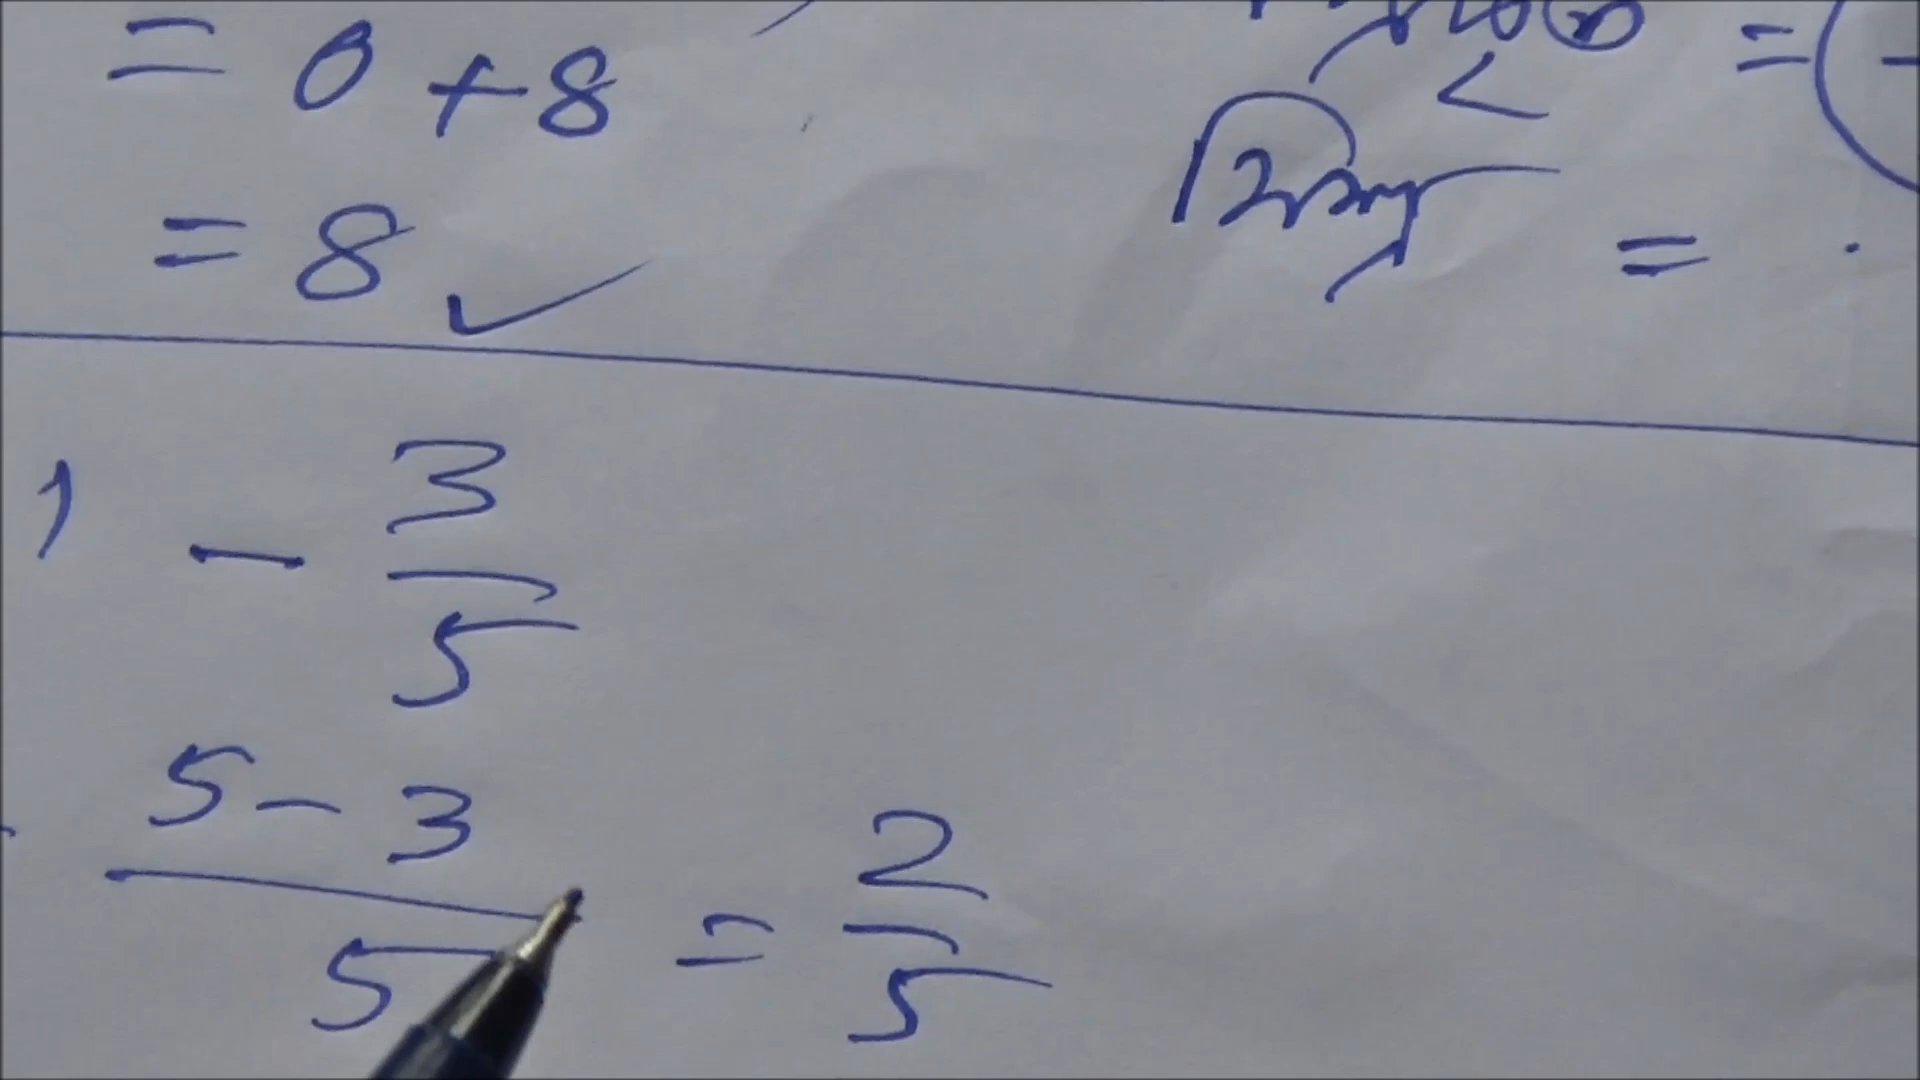 = 0 + 8
= 8 ✓
বিয়োগ =
1 - 3/5
5 - 3 / 5 = 2/5